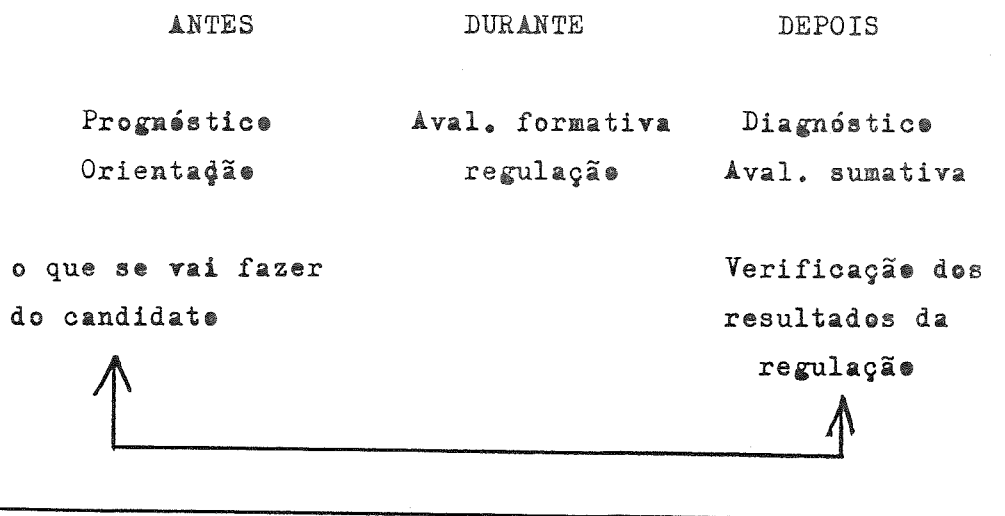 ANTES DURANTE DEPOIS
Prognóstico Aval. formativa Diagnóstico
Orientação regulação Aval. sumativa
o que se vai fazer Verificação dos
do candidato resultados da
regulação